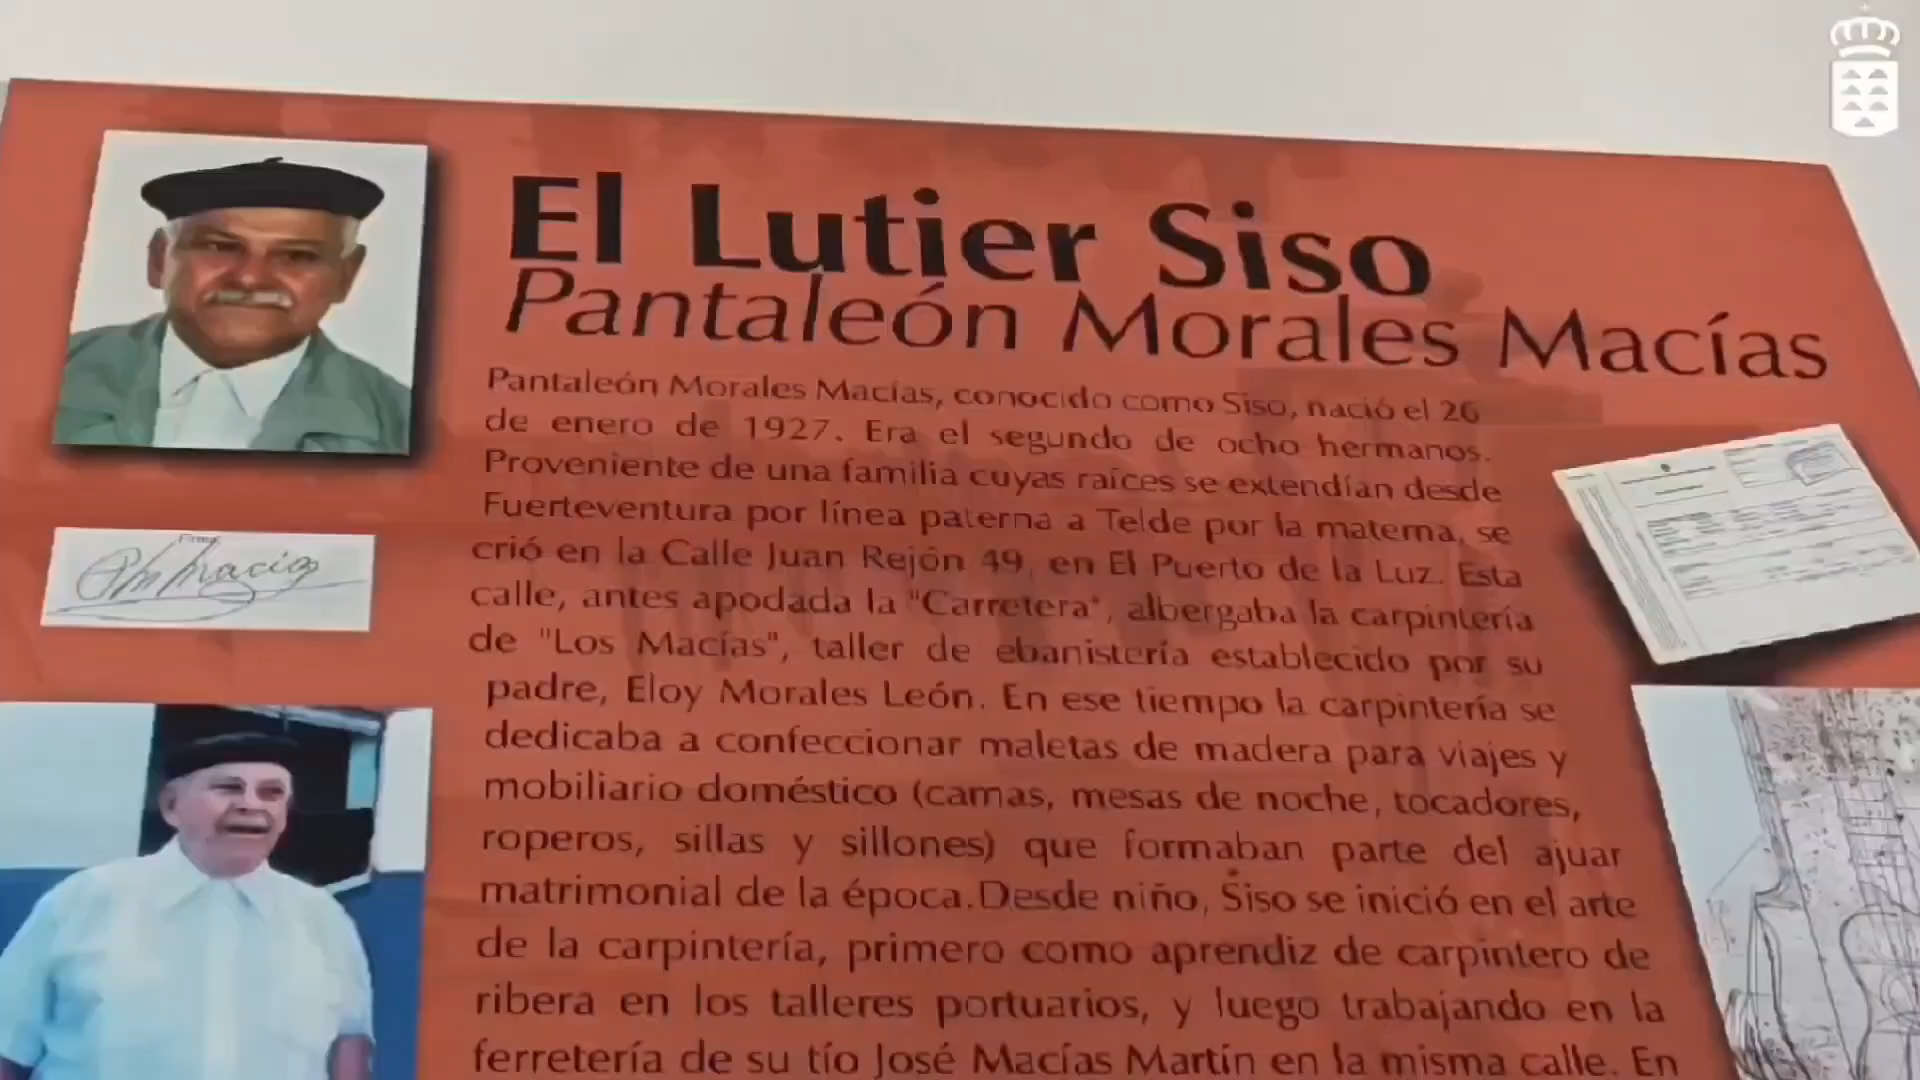 El Lutier Siso
Pantaleón Morales Macías
Pantaleón Morales Macías, conocido como Siso, nació el 26
de enero de 1927. Era el segundo de ocho hermanos.
Proveniente de una familia cuyas raíces se extendían desde
Fuerteventura por línea paterna a Telde por la materna, se
crió en la Calle Juan Rejón 49, en El Puerto de la Luz. Esta
calle, antes apodada la "Carretera", albergaba la carpintería
de "Los Macías", taller de ebanistería establecido por su
padre, Eloy Morales León. En ese tiempo la carpintería se
dedicaba a confeccionar maletas de madera para viajes y
mobiliario doméstico (camas, mesas de noche, tocadores,
roperos, sillas y sillones) que formaban parte del ajuar
matrimonial de la época.Desde niño, Siso se inició en el arte
de la carpintería, primero como aprendiz de carpintero de
ribera en los talleres portuarios, y luego trabajando en la
ferretería de su tío José Macías Martín en la misma calle. En
Firma